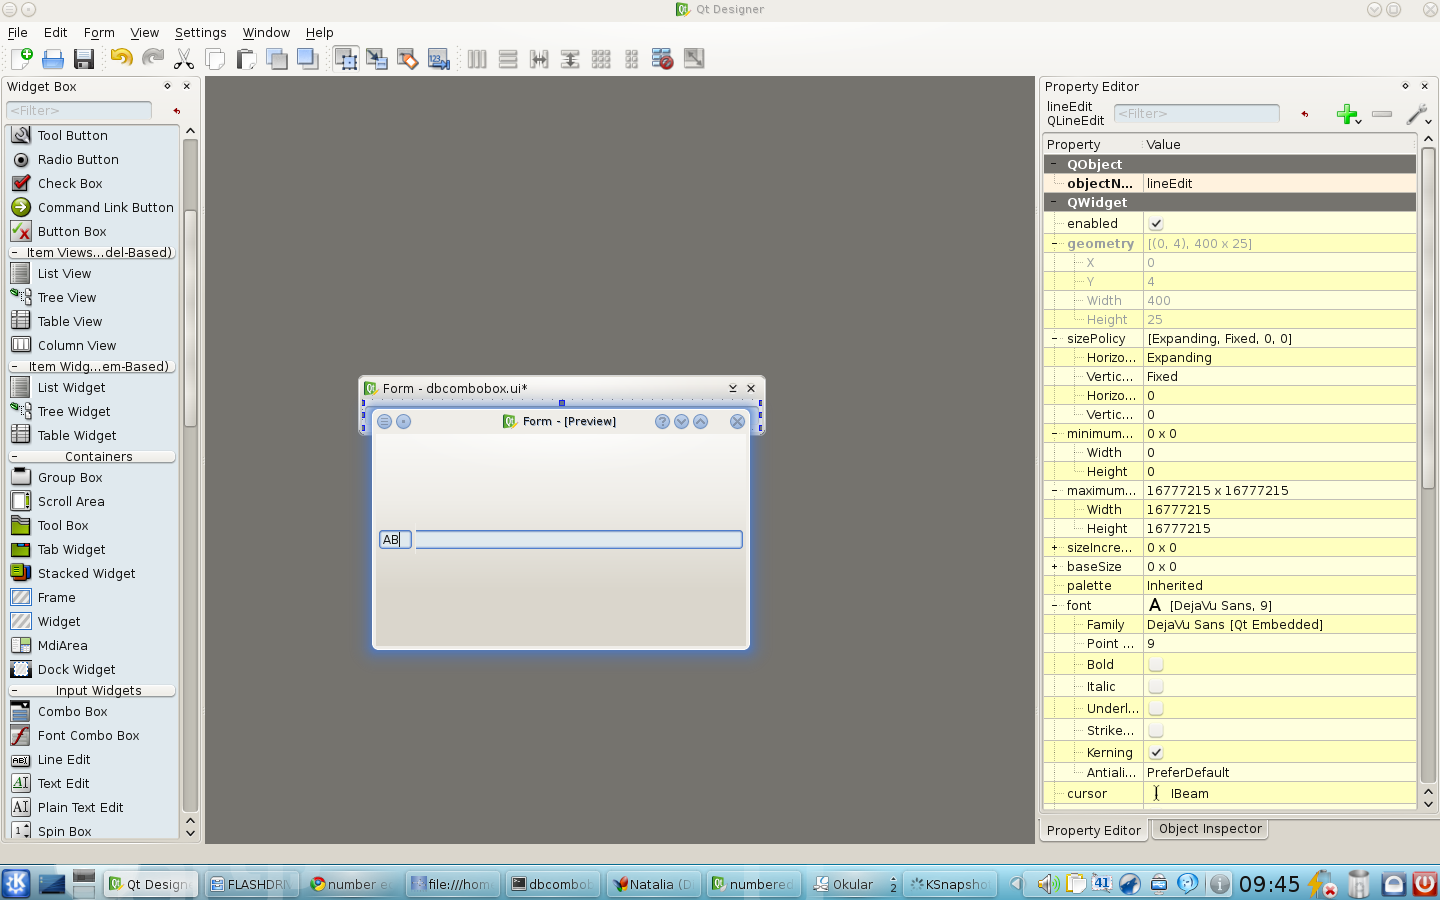 Qt Designer
File Edit Form View Settings Window Help
Widget Box
<Filter>
Tool Button
Radio Button
Check Box
Command Link Button
Button Box
Item Views...del-Based)
List View
Tree View
Table View
Column View
Item Widg...em-Based)
List Widget
Tree Widget
Table Widget
Containers
Group Box
Scroll Area
Tool Box
Tab Widget
Stacked Widget
Frame
Widget
MdiArea
Dock Widget
Input Widgets
Combo Box
Font Combo Box
Line Edit
Text Edit
Plain Text Edit
Spin Box
Form - dbcombobox.ui*
Form - [Preview]
AB
Property Editor
lineEdit
QLineEdit
<Filter>
Property Value
QObject
objectN... lineEdit
QWidget
enabled
geometry [(0, 4), 400 x 25]
X 0
Y 4
Width 400
Height 25
sizePolicy [Expanding, Fixed, 0, 0]
Horizo... Expanding
Vertic... Fixed
Horizo... 0
Vertic... 0
minimum... 0 x 0
Width 0
Height 0
maximum... 16777215 x 16777215
Width 16777215
Height 16777215
sizeIncre... 0 x 0
baseSize 0 x 0
palette Inherited
font A [DejaVu Sans, 9]
Family DejaVu Sans [Qt Embedded]
Point ... 9
Bold
Italic
Underl...
Strike...
Kerning
Antiali... PreferDefault
cursor IBeam
Property Editor Object Inspector
Qt Design FLASHDRI number e file:///hom dbcombob Natalia (D numbered Okular 2 KSnapsho 41 09:45